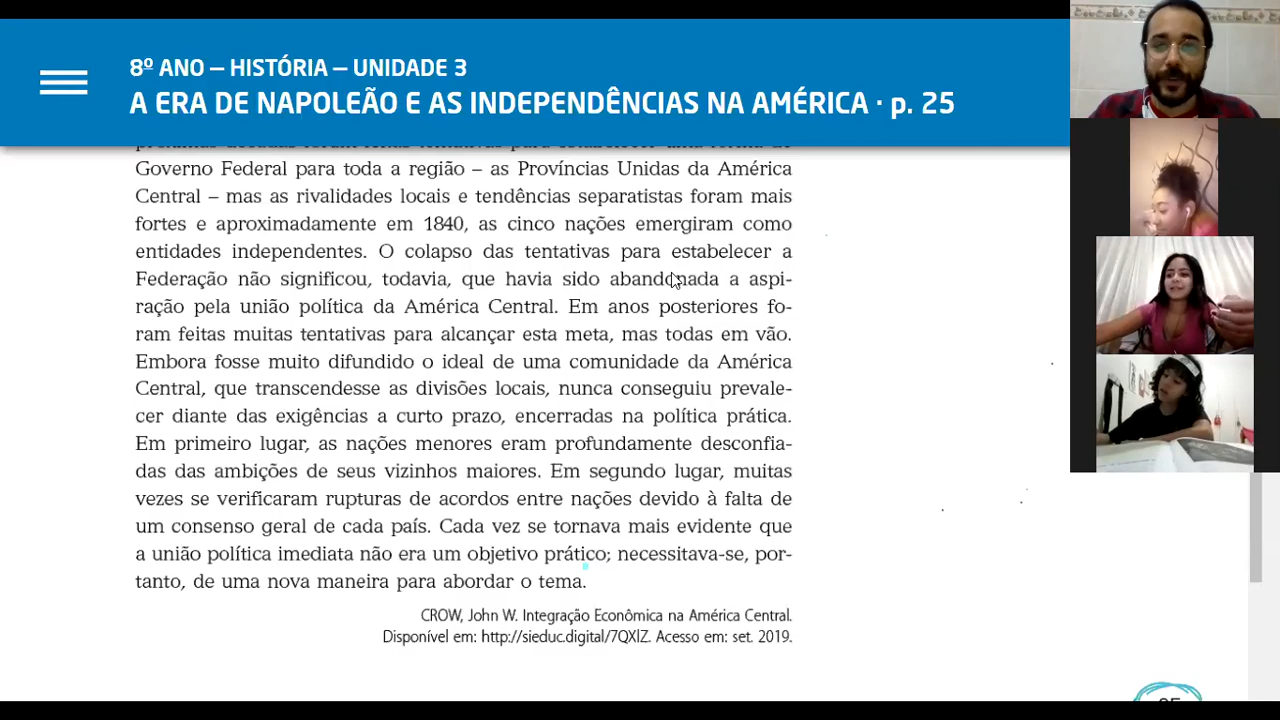 8º ANO – HISTÓRIA – UNIDADE 3
A ERA DE NAPOLEÃO E AS INDEPENDÊNCIAS NA AMÉRICA · p. 25
Governo Federal para toda a região – as Províncias Unidas da América
Central – mas as rivalidades locais e tendências separatistas foram mais
fortes e aproximadamente em 1840, as cinco nações emergiram como
entidades independentes. O colapso das tentativas para estabelecer a
Federação não significou, todavia, que havia sido abandonada a aspi-
ração pela união política da América Central. Em anos posteriores fo-
ram feitas muitas tentativas para alcançar esta meta, mas todas em vão.
Embora fosse muito difundido o ideal de uma comunidade da América
Central, que transcendesse as divisões locais, nunca conseguiu prevale-
cer diante das exigências a curto prazo, encerradas na política prática.
Em primeiro lugar, as nações menores eram profundamente desconfia-
das das ambições de seus vizinhos maiores. Em segundo lugar, muitas
vezes se verificaram rupturas de acordos entre nações devido à falta de
um consenso geral de cada país. Cada vez se tornava mais evidente que
a união política imediata não era um objetivo prático; necessitava-se, por-
tanto, de uma nova maneira para abordar o tema.
CROW, John W. Integração Econômica na América Central.
Disponível em: http://sieduc.digital/7QXlZ. Acesso em: set. 2019.